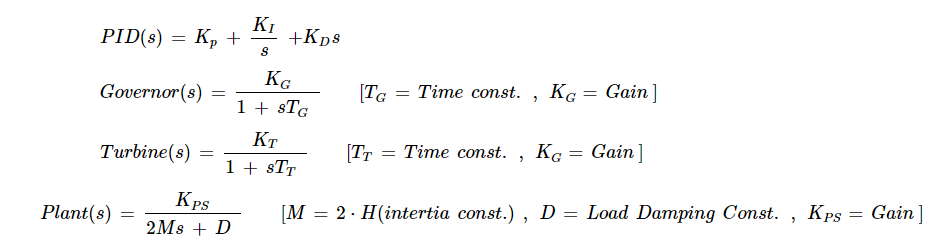 PID(s) = K_p + K_I/s + K_D s
Governor(s) = K_G/(1 + sT_G) [T_G = Time const. , K_G = Gain]
Turbine(s) = K_T/(1 + sT_T) [T_T = Time const. , K_G = Gain]
Plant(s) = K_PS/(2Ms + D) [M = 2 · H(intertia const.) , D = Load Damping Const. , K_PS = Gain]